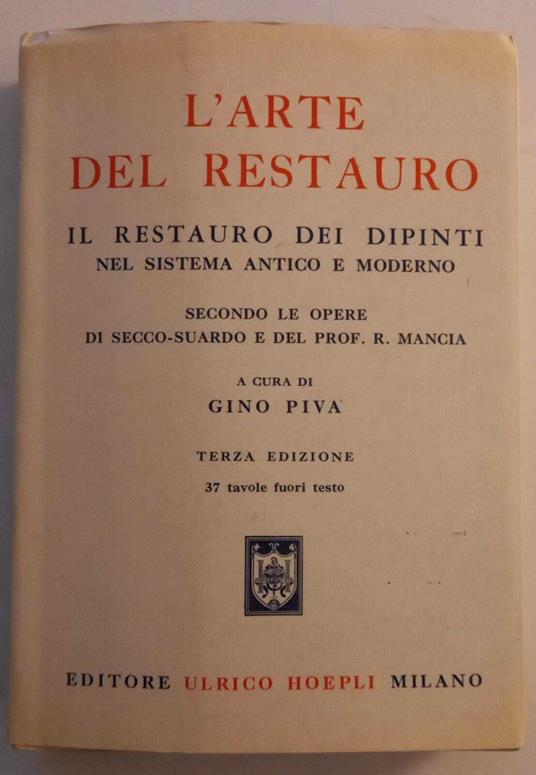 L'ARTE
DEL RESTAURO
IL RESTAURO DEI DIPINTI
NEL SISTEMA ANTICO E MODERNO
SECONDO LE OPERE
DI SECCO-SUARDO E DEL PROF. R. MANCIA
A CURA DI
GINO PIVA
TERZA EDIZIONE
37 tavole fuori testo
EDITORE ULRICO HOEPLI MILANO